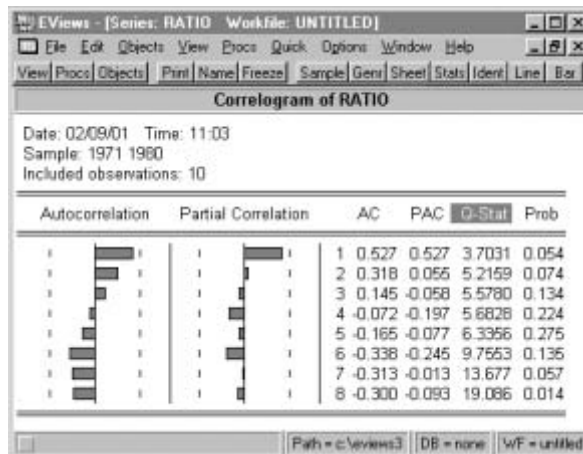 EViews - [Series: RATIO Workfile: UNTITLED]
File Edit Objects View Procs Quick Options Window Help
View Procs Objects Print Name Freeze Sample Genr Sheet Stats Ident Line Bar
Correlogram of RATIO
Date: 02/09/01 Time: 11:03
Sample: 1971 1980
Included observations: 10
Autocorrelation Partial Correlation AC PAC Q-Stat Prob
1 0.527 0.527 3.7031 0.054
2 0.318 0.055 5.2159 0.074
3 0.145 -0.058 5.5780 0.134
4 -0.072 -0.197 5.6828 0.224
5 -0.165 -0.077 6.3356 0.275
6 -0.338 -0.245 9.7553 0.135
7 -0.313 -0.013 13.677 0.057
8 -0.300 -0.093 19.086 0.014
Path = c:\eviews3 DB = none WF = untitled